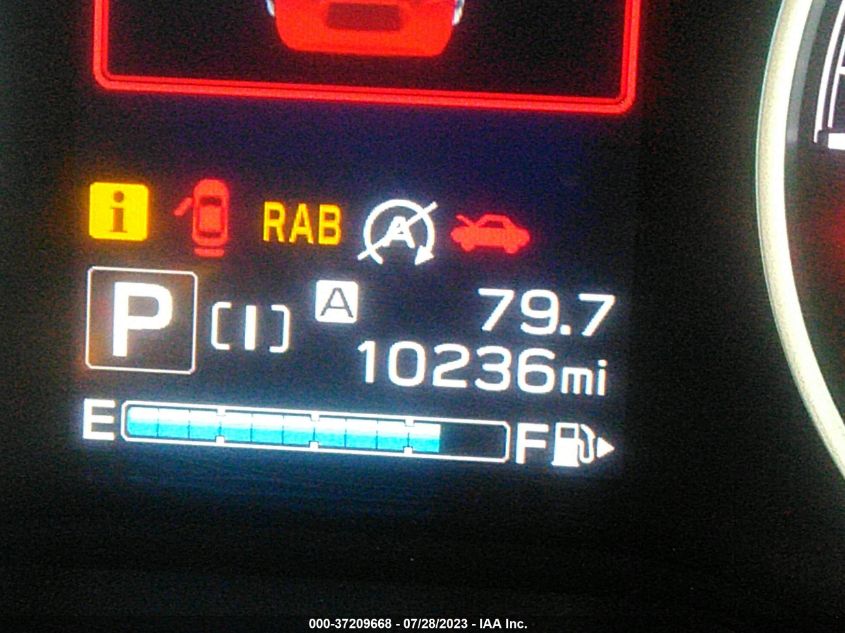 i RAB A
P [I] A 79.7
10236mi
E F
000-37209668 - 07/28/2023 - IAA Inc.